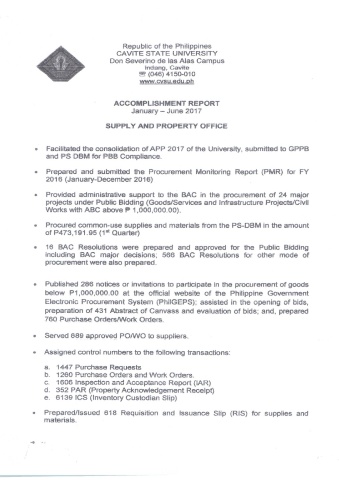 Republic of the Philippines
CAVITE STATE UNIVERSITY
Don Severino de las Alas Campus
Indang, Cavite
☏ (046) 4150-010
www.cvsu.edu.ph
ACCOMPLISHMENT REPORT
January – June 2017
SUPPLY AND PROPERTY OFFICE
• Facilitated the consolidation of APP 2017 of the University, submitted to GPPB
and PS DBM for PBB Compliance.
• Prepared and submitted the Procurement Monitoring Report (PMR) for FY
2016 (January-December 2016)
• Provided administrative support to the BAC in the procurement of 24 major
projects under Public Bidding (Goods/Services and Infrastructure Projects/Civil
Works with ABC above ₱ 1,000,000.00).
• Procured common-use supplies and materials from the PS-DBM in the amount
of P473,191.95 (1st Quarter)
• 16 BAC Resolutions were prepared and approved for the Public Bidding
including BAC major decisions; 566 BAC Resolutions for other mode of
procurement were also prepared.
• Published 286 notices or invitations to participate in the procurement of goods
below P1,000,000.00 at the official website of the Philippine Government
Electronic Procurement System (PhilGEPS); assisted in the opening of bids,
preparation of 431 Abstract of Canvass and evaluation of bids; and, prepared
760 Purchase Orders/Work Orders.
• Served 689 approved PO/WO to suppliers.
• Assigned control numbers to the following transactions:
a. 1447 Purchase Requests
b. 1260 Purchase Orders and Work Orders.
c. 1606 Inspection and Acceptance Report (IAR)
d. 352 PAR (Property Acknowledgement Receipt)
e. 6139 ICS (Inventory Custodian Slip)
• Prepared/Issued 618 Requisition and Issuance Slip (RIS) for supplies and
materials.